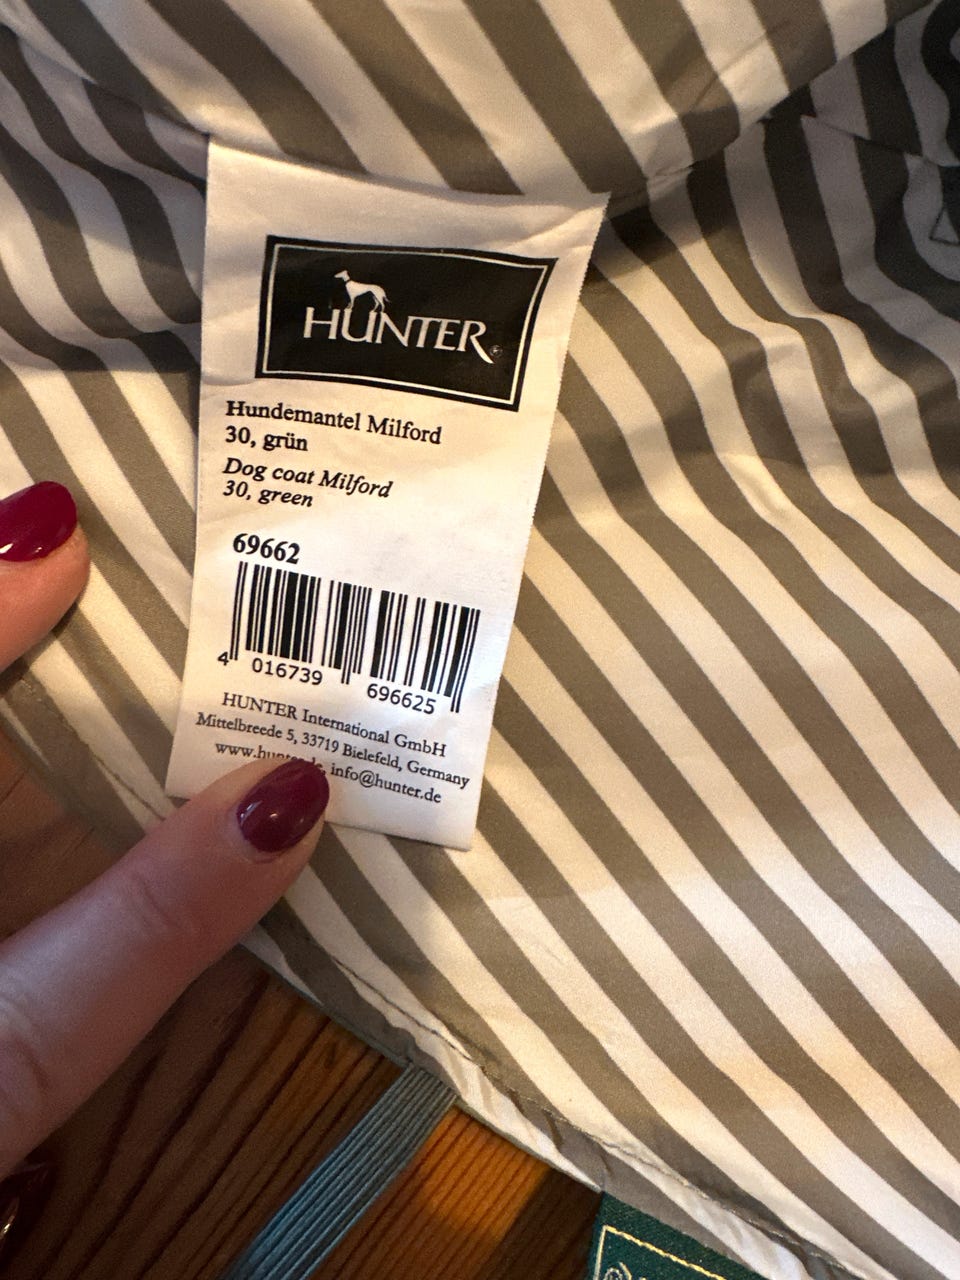 HUNTER
Hundemantel Milford
30, grün
Dog coat Milford
30, green
69662
4 016739 696625
HUNTER International GmbH
Mittelbreede 5, 33719 Bielefeld, Germany
info@hunter.de